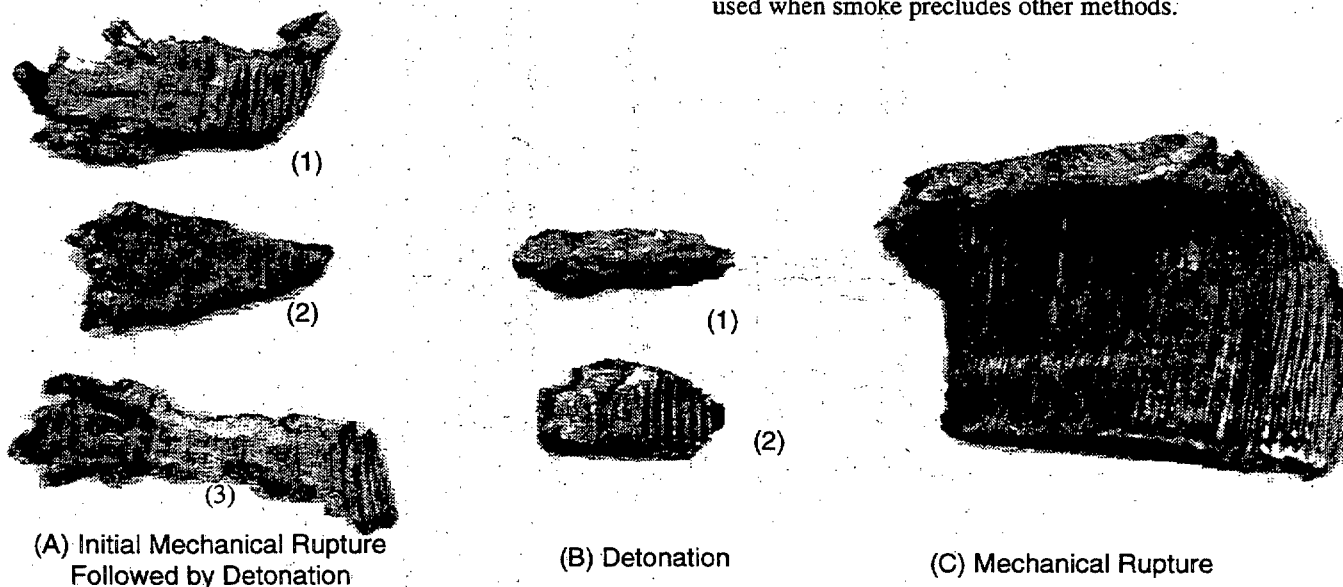 used when smoke precludes other methods.
(1)
(2)
(3)
(A) Initial Mechanical Rupture
Followed by Detonation
(1)
(2)
(B) Detonation
(C) Mechanical Rupture